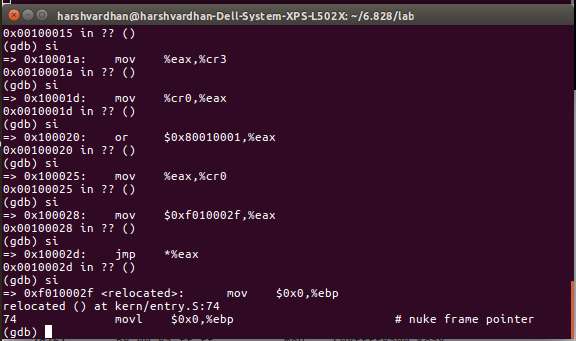 harshvardhan@harshvardhan-Dell-System-XPS-L502X: ~/6.828/lab
0x00100015 in ?? ()
(gdb) si
=> 0x10001a:    mov    %eax,%cr3
0x0010001a in ?? ()
(gdb) si
=> 0x10001d:    mov    %cr0,%eax
0x0010001d in ?? ()
(gdb) si
=> 0x100020:    or     $0x80010001,%eax
0x00100020 in ?? ()
(gdb) si
=> 0x100025:    mov    %eax,%cr0
0x00100025 in ?? ()
(gdb) si
=> 0x100028:    mov    $0xf010002f,%eax
0x00100028 in ?? ()
(gdb) si
=> 0x10002d:    jmp    *%eax
0x0010002d in ?? ()
(gdb) si
=> 0xf010002f <relocated>:      mov    $0x0,%ebp
relocated () at kern/entry.S:74
74              movl    $0x0,%ebp                       # nuke frame pointer
(gdb)